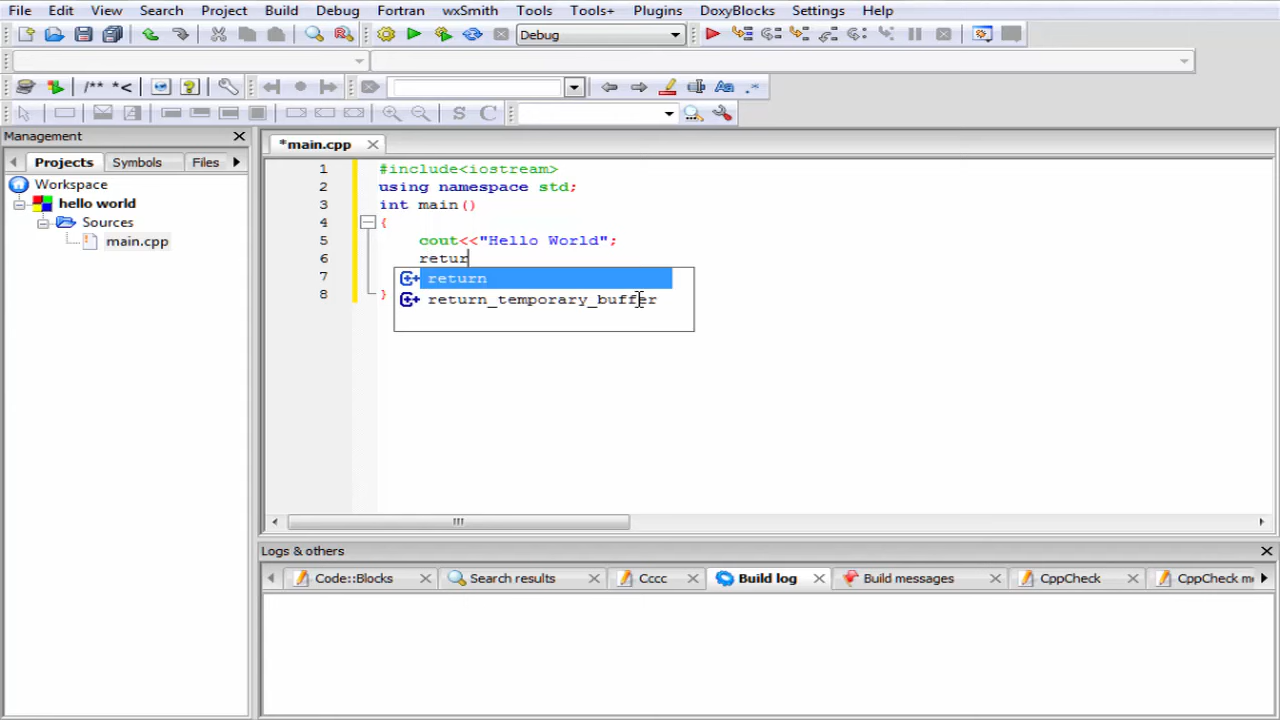 File Edit View Search Project Build Debug Fortran wxSmith Tools Tools+ Plugins DoxyBlocks Settings Help
Debug
/** *<
Aa .*
S C
Management
Projects Symbols Files
Workspace
hello world
Sources
main.cpp
*main.cpp
1 #include<iostream>
2 using namespace std;
3 int main()
4 {
5 cout<<"Hello World";
6 retur
7 return
return_temporary_buffer
8 }
Logs & others
Code::Blocks Search results Cccc Build log Build messages CppCheck CppCheck me